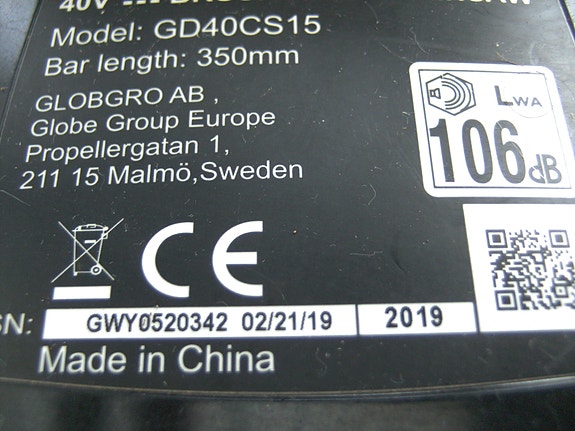 40V
Model: GD40CS15
Bar length: 350mm
GLOBGRO AB ,
Globe Group Europe
Propellergatan 1,
211 15 Malmö,Sweden
LWA
106dB
CE
SN: GWY0520342 02/21/19 2019
Made in China